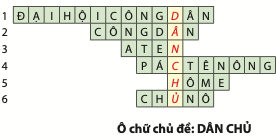 1 ĐẠIHỘICÔNGDÂN
2 CÔNGDÂN
3 ATEN
4 PÁCTÊNÔNG
5 HÔME
6 CHỦNÔ
Ô chữ chủ đề: DÂN CHỦ